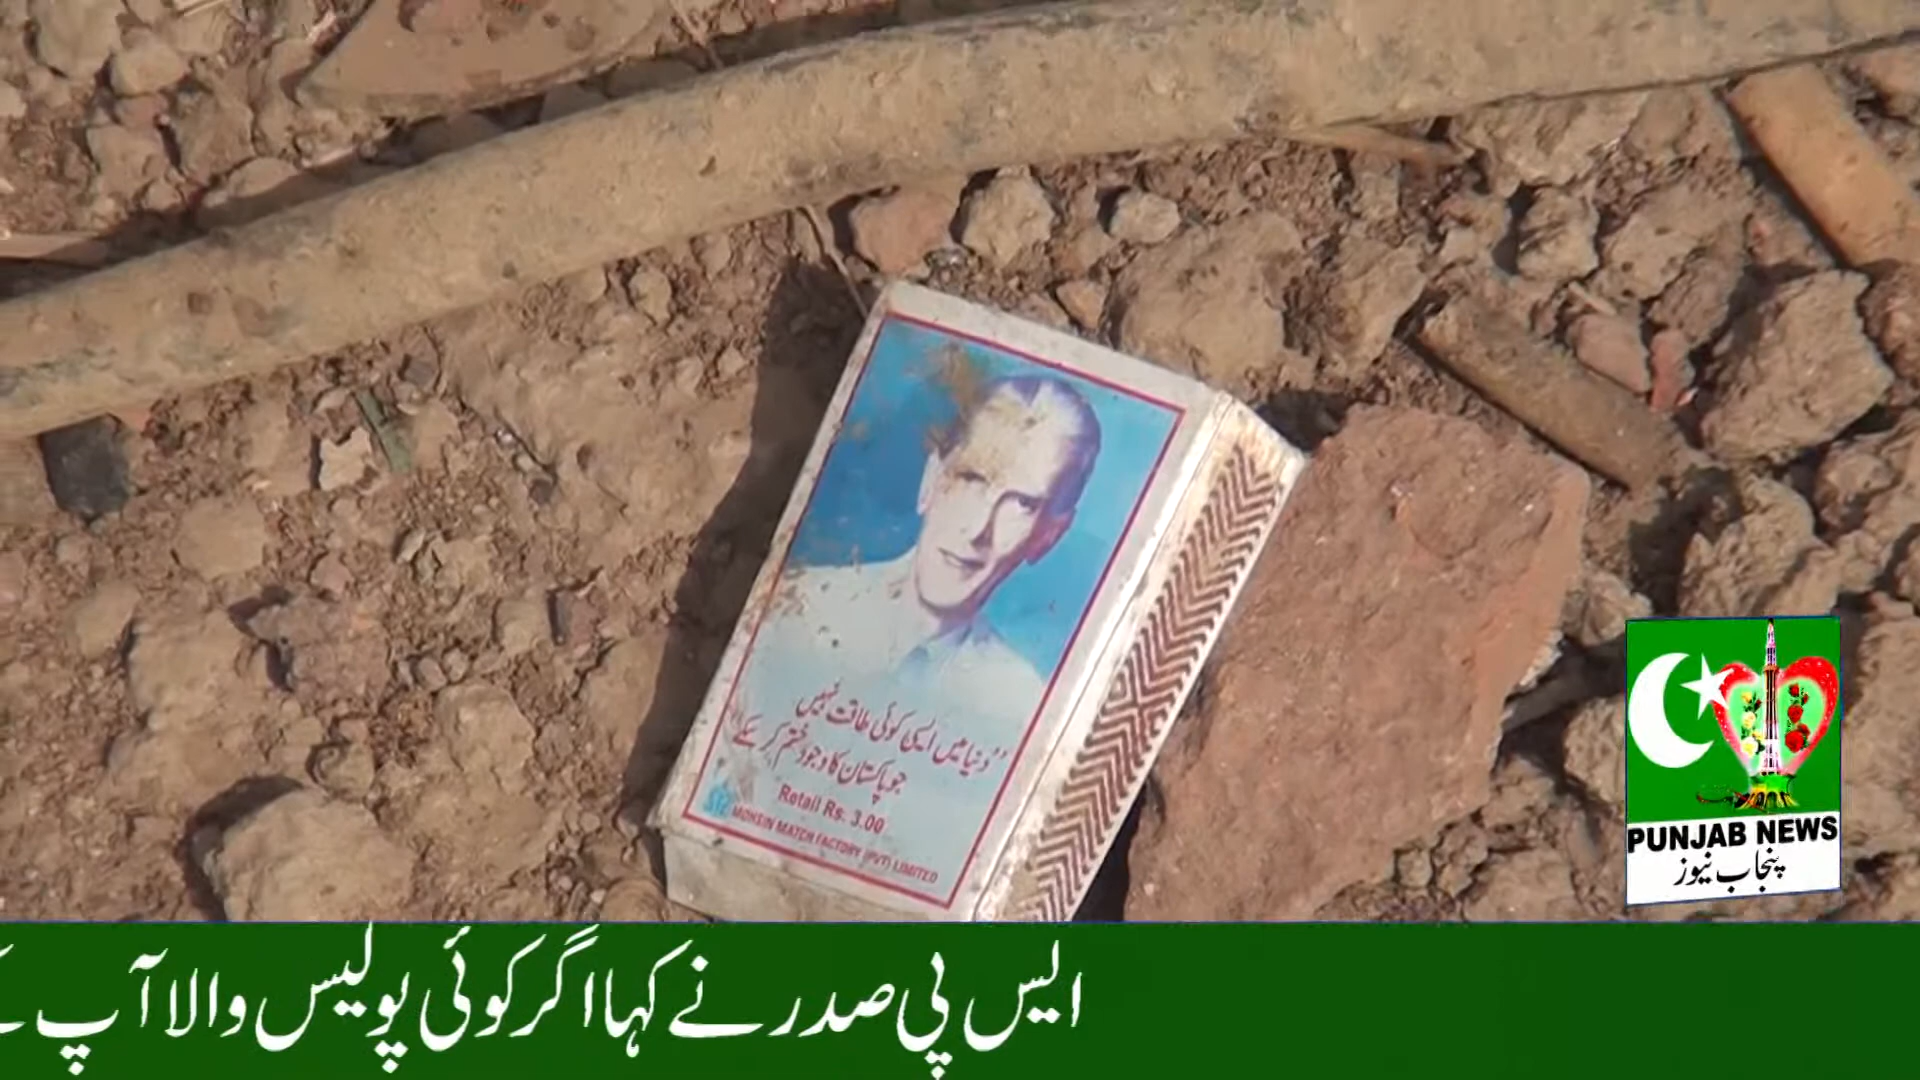 ”دنیا میں ایسی کوئی طاقت نہیں
جو پاکستان کا وجود ختم کر سکے“
Retail Rs. 3.00
MOHSIN MATCH FACTORY (PVT) LIMITED
PUNJAB NEWS
پنجاب نیوز
ایس پی صدر نے کہا اگر کوئی پولیس والا آپ کے